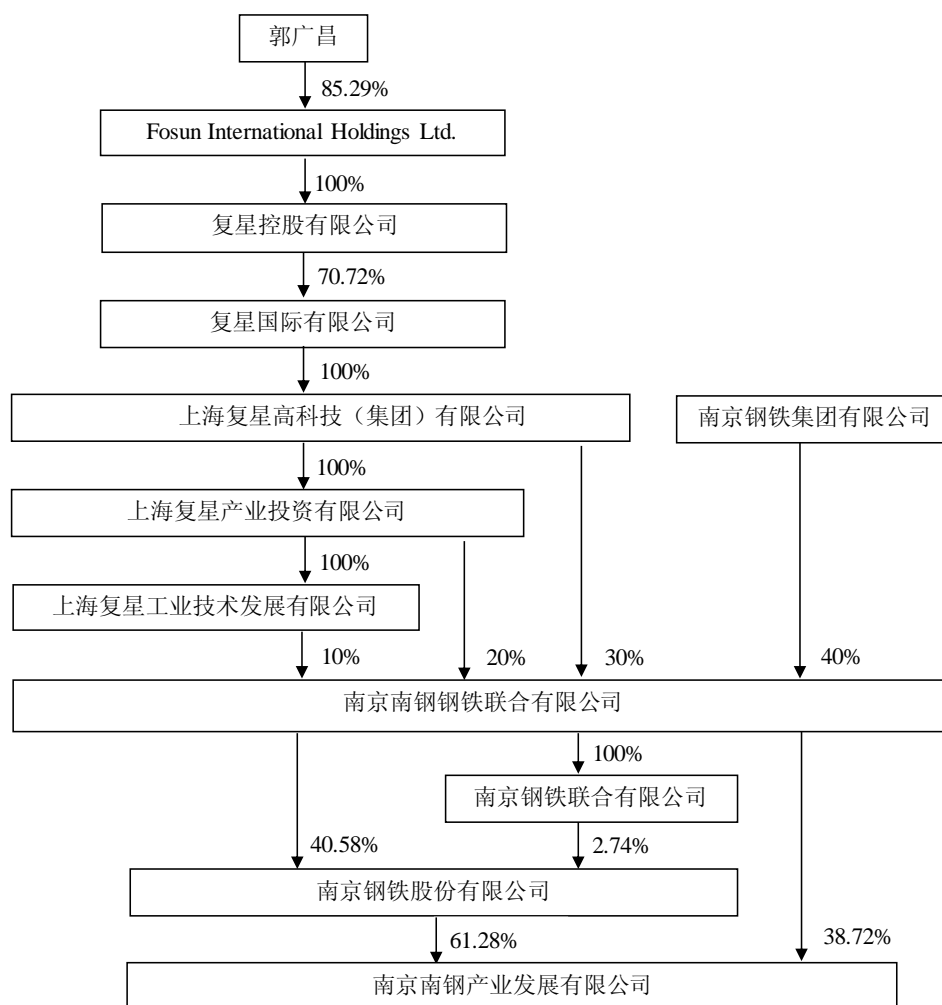 郭广昌
85.29%
Fosun International Holdings Ltd.
100%
复星控股有限公司
70.72%
复星国际有限公司
100%
上海复星高科技（集团）有限公司
南京钢铁集团有限公司
100%
上海复星产业投资有限公司
100%
上海复星工业技术发展有限公司
10%
20%
30%
40%
南京南钢钢铁联合有限公司
100%
南京钢铁联合有限公司
40.58%
2.74%
南京钢铁股份有限公司
61.28%
38.72%
南京南钢产业发展有限公司